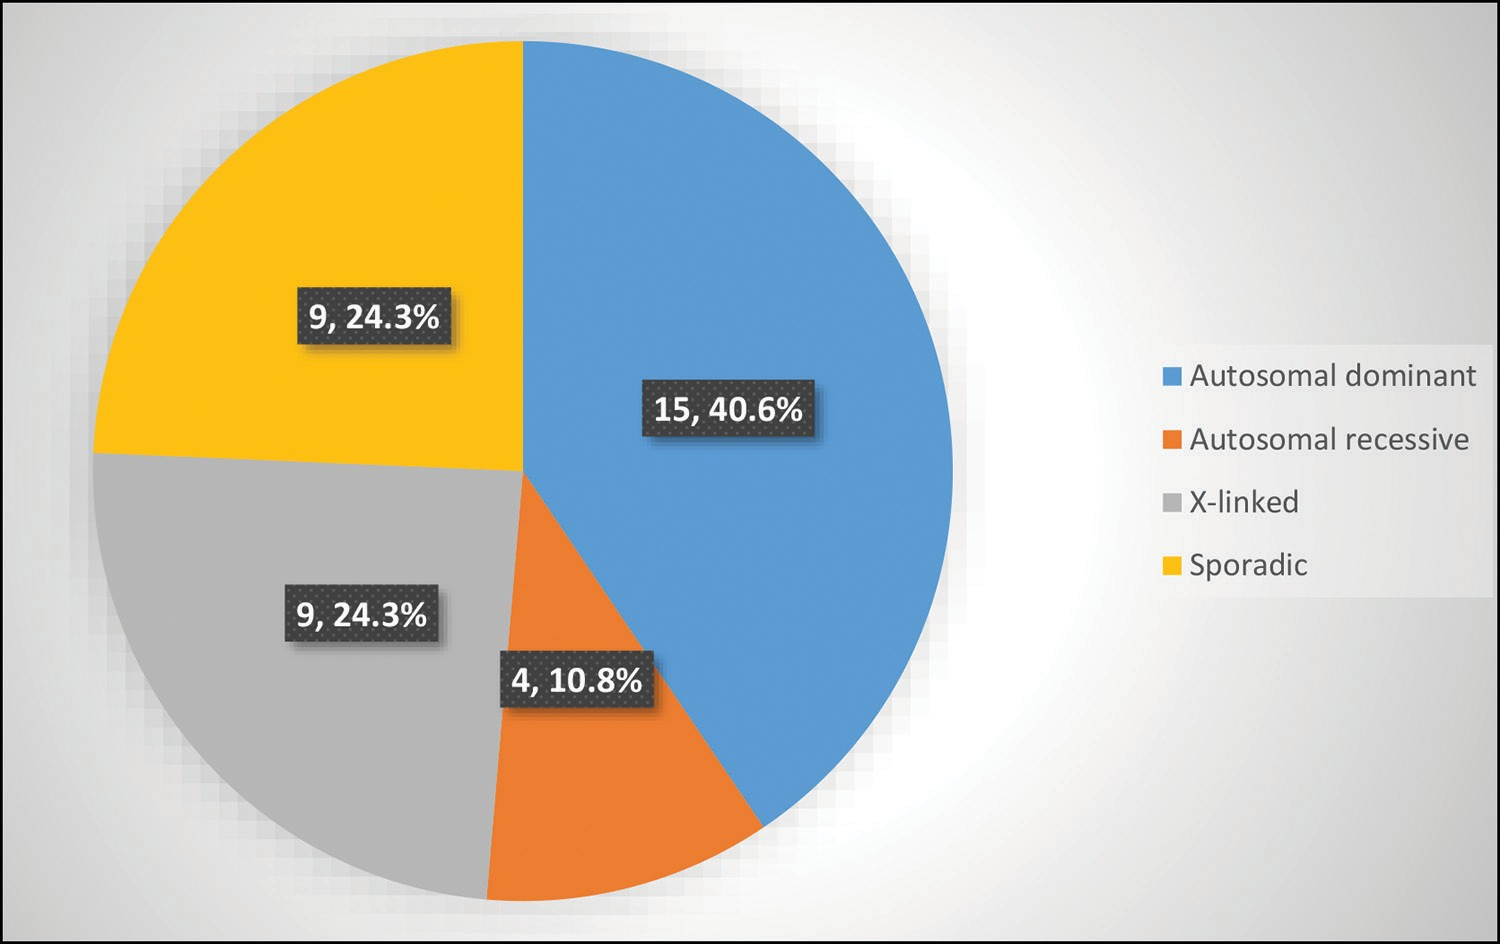 9, 24.3%
15, 40.6%
9, 24.3%
4, 10.8%
Autosomal dominant
Autosomal recessive
X-linked
Sporadic